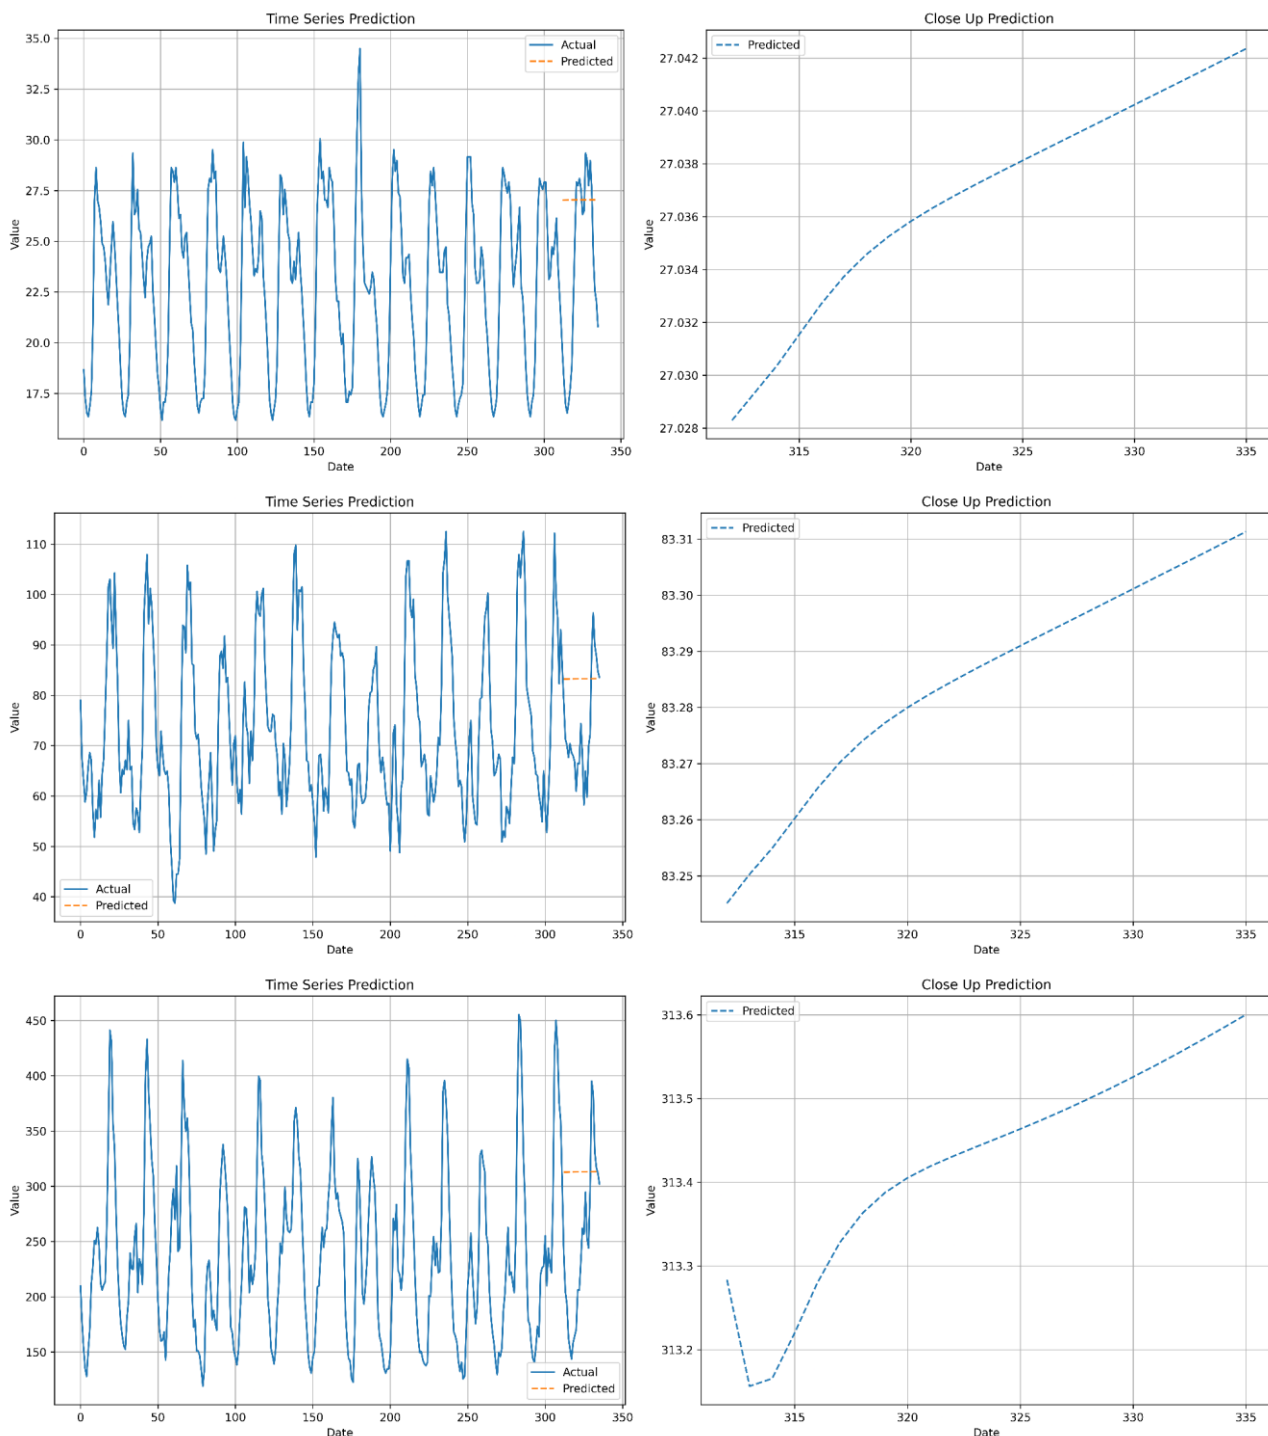 Time Series Prediction
35.0
32.5
30.0
27.5
25.0
22.5
20.0
17.5
Value
Actual
Predicted
0 50 100 150 200 250 300 350
Date
Close Up Prediction
27.042
27.040
27.038
27.036
27.034
27.032
27.030
27.028
Value
Predicted
315 320 325 330 335
Date
Time Series Prediction
110
100
90
80
70
60
50
40
Value
Actual
Predicted
0 50 100 150 200 250 300 350
Date
Close Up Prediction
83.31
83.30
83.29
83.28
83.27
83.26
83.25
Value
Predicted
315 320 325 330 335
Date
Time Series Prediction
450
400
350
300
250
200
150
Value
Actual
Predicted
0 50 100 150 200 250 300 350
Date
Close Up Prediction
313.6
313.5
313.4
313.3
313.2
Value
Predicted
315 320 325 330 335
Date